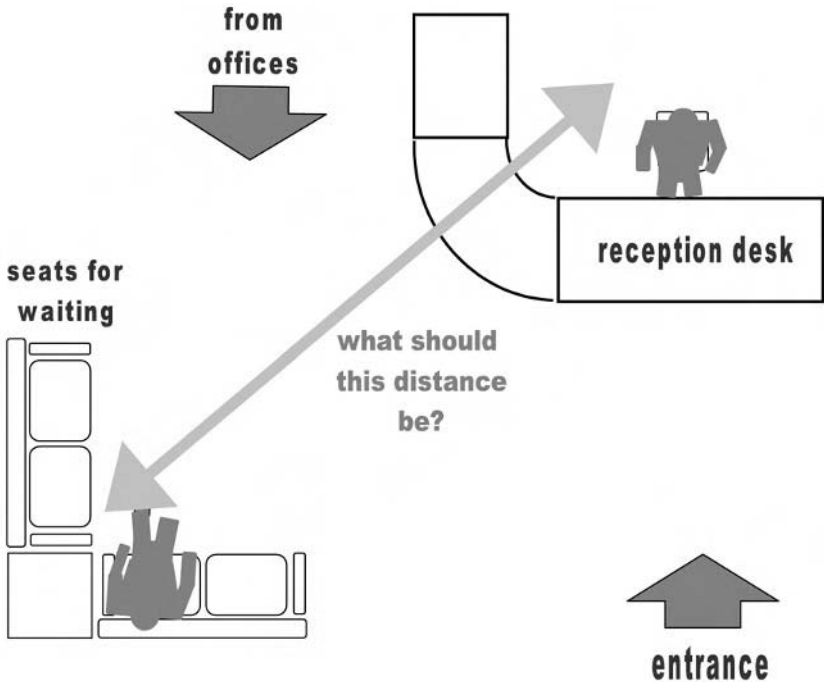 from
offices
reception desk
seats for
waiting
what should
this distance
be?
entrance